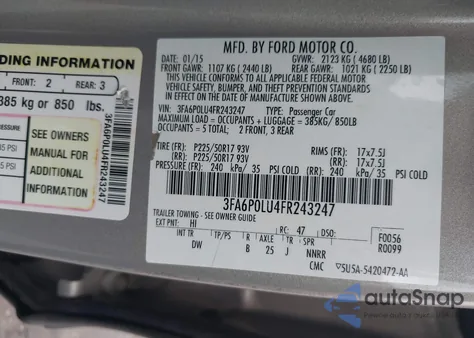 DING INFORMATION
FRONT: 2 REAR: 3
385 kg or 850 lbs.
SEE OWNERS
MANUAL FOR
ADDITIONAL
INFORMATION
3FA6P0LU4FR243247
MFD. BY FORD MOTOR CO.
DATE: 01/15 GVWR: 2123 KG ( 4680 LB)
FRONT GAWR: 1107 KG ( 2440 LB) REAR GAWR: 1021 KG ( 2250 LB)
THIS VEHICLE CONFORMS TO ALL APPLICABLE FEDERAL MOTOR
VEHICLE SAFETY, BUMPER, AND THEFT PREVENTION STANDARDS
IN EFFECT ON THE DATE OF MANUFACTURE SHOWN ABOVE.
VIN: 3FA6P0LU4FR243247 TYPE: Passenger Car
MAXIMUM LOAD = OCCUPANTS + LUGGAGE = 385KG/ 850LB
OCCUPANTS = 5 TOTAL: 2 FRONT, 3 REAR
TIRE (FR): P225/50R17 93V RIMS (FR): 17x7.5J
TIRE (RR): P225/50R17 93V RIMS (RR): 17x7.5J
PRESSURE (FR): 240 kPa/ 35 PSI COLD (RR): 240 kPa/ 35 PSI COLD
3FA6P0LU4FR243247
TRAILER TOWING - SEE OWNER GUIDE
EXT PNT: HI RC: 47 DSO: F0056
R0099
INT TR TP/PS R AXLE TR SPR
DW B 25 J NNRR
CMC 5U5A-5420472-AA
autoSnap